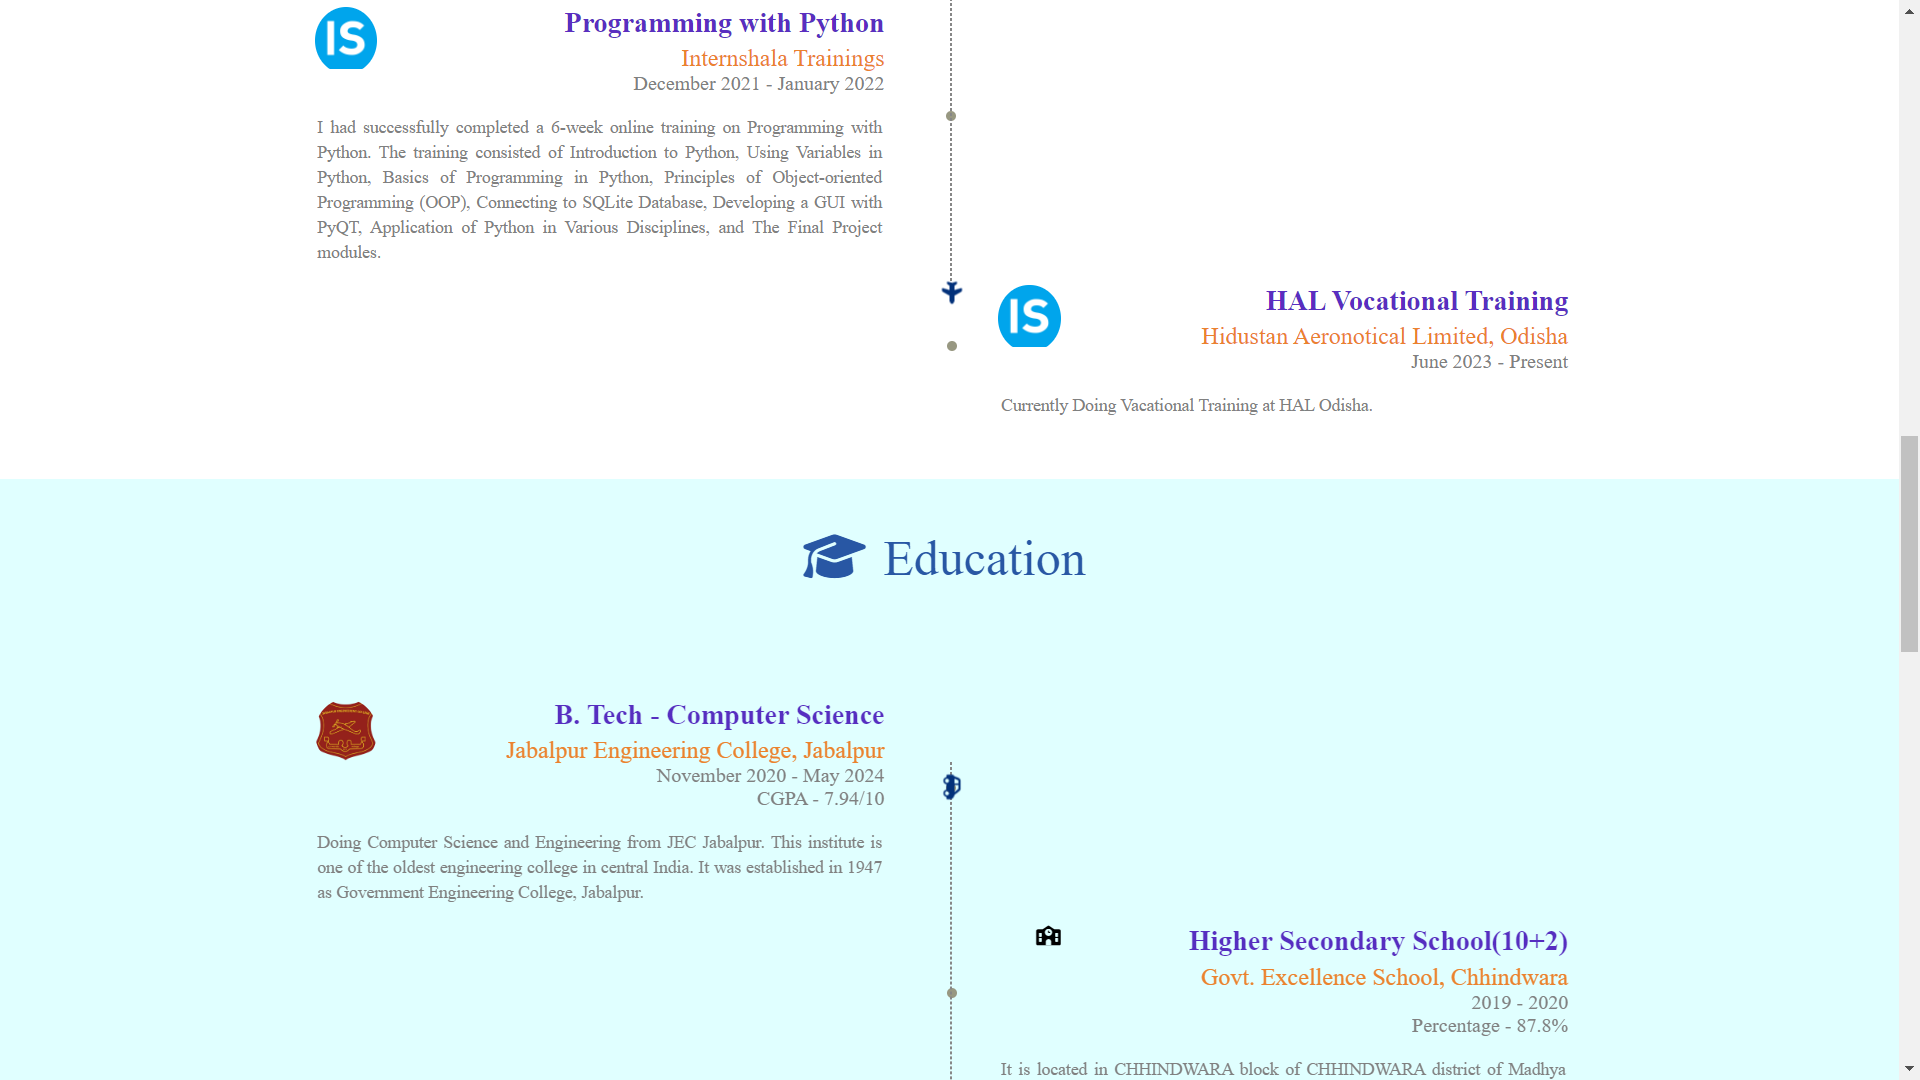 IS
Programming with Python
Internshala Trainings
December 2021 - January 2022
I had successfully completed a 6-week online training on Programming with
Python. The training consisted of Introduction to Python, Using Variables in
Python, Basics of Programming in Python, Principles of Object-oriented
Programming (OOP), Connecting to SQLite Database, Developing a GUI with
PyQT, Application of Python in Various Disciplines, and The Final Project
modules.
IS
HAL Vocational Training
Hidustan Aeronotical Limited, Odisha
June 2023 - Present
Currently Doing Vacational Training at HAL Odisha.
Education
B. Tech - Computer Science
Jabalpur Engineering College, Jabalpur
November 2020 - May 2024
CGPA - 7.94/10
Doing Computer Science and Engineering from JEC Jabalpur. This institute is
one of the oldest engineering college in central India. It was established in 1947
as Government Engineering College, Jabalpur.
Higher Secondary School(10+2)
Govt. Excellence School, Chhindwara
2019 - 2020
Percentage - 87.8%
It is located in CHHINDWARA block of CHHINDWARA district of Madhya